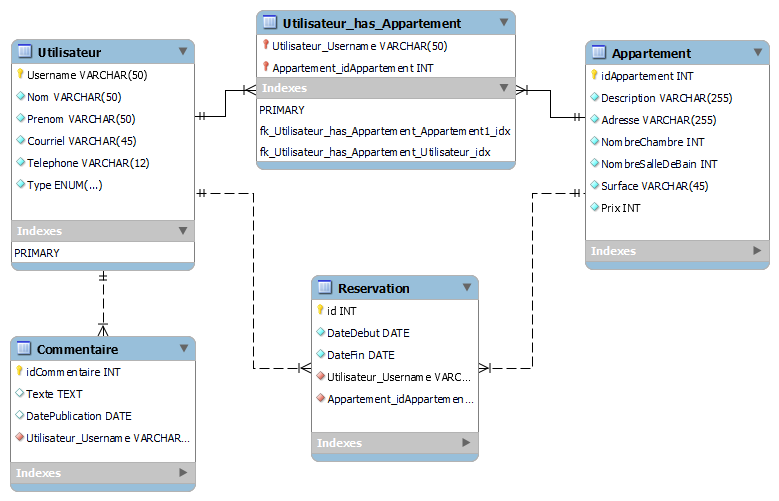 Utilisateur
Username VARCHAR(50)
Nom VARCHAR(50)
Prenom VARCHAR(50)
Courriel VARCHAR(45)
Telephone VARCHAR(12)
Type ENUM(...)
Indexes
PRIMARY
Utilisateur_has_Appartement
Utilisateur_Username VARCHAR(50)
Appartement_idAppartement INT
Indexes
PRIMARY
fk_Utilisateur_has_Appartement_Appartement1_idx
fk_Utilisateur_has_Appartement_Utilisateur_idx
Appartement
idAppartement INT
Description VARCHAR(255)
Adresse VARCHAR(255)
NombreChambre INT
NombreSalleDeBain INT
Surface VARCHAR(45)
Prix INT
Indexes
Commentaire
idCommentaire INT
Texte TEXT
DatePublication DATE
Utilisateur_Username VARCHAR...
Indexes
Reservation
id INT
DateDebut DATE
DateFin DATE
Utilisateur_Username VARC...
Appartement_idAppartemen...
Indexes